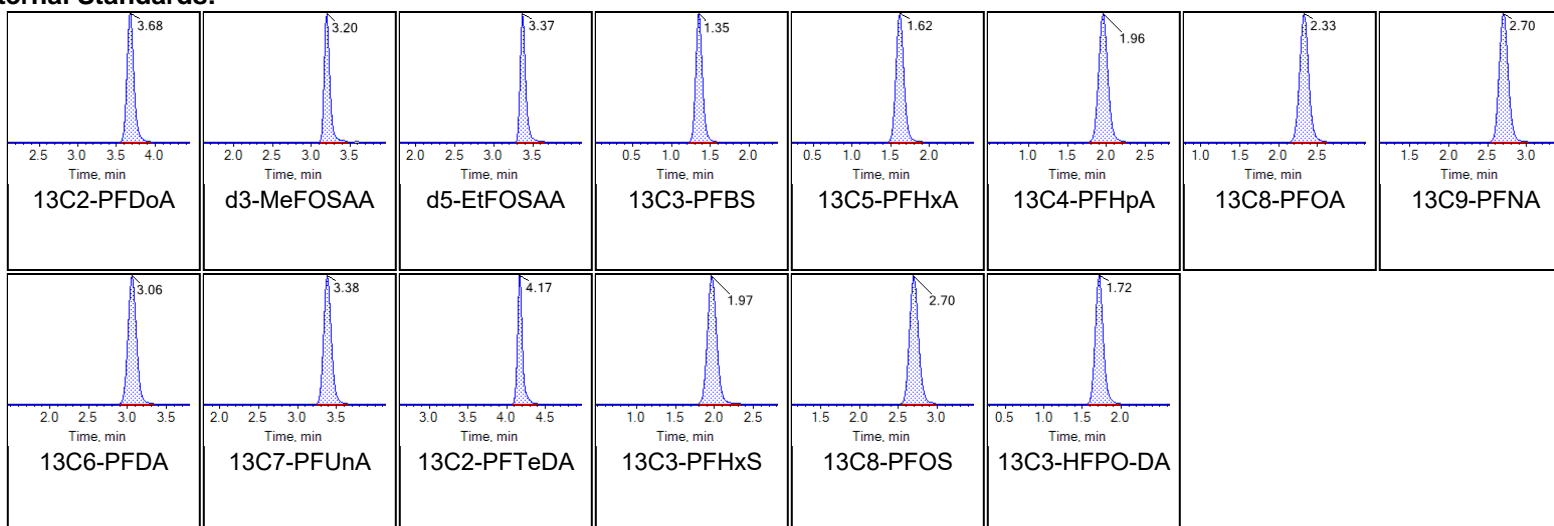 ternal Standards:
3.68
2.5 3.0 3.5 4.0
Time, min
13C2-PFDoA
3.20
2.0 2.5 3.0 3.5
Time, min
d3-MeFOSAA
3.37
2.0 2.5 3.0 3.5
Time, min
d5-EtFOSAA
1.35
0.5 1.0 1.5 2.0
Time, min
13C3-PFBS
1.62
0.5 1.0 1.5 2.0
Time, min
13C5-PFHxA
1.96
1.0 1.5 2.0 2.5
Time, min
13C4-PFHpA
2.33
1.0 1.5 2.0 2.5
Time, min
13C8-PFOA
2.70
1.5 2.0 2.5 3.0
Time, min
13C9-PFNA
3.06
2.0 2.5 3.0 3.5
Time, min
13C6-PFDA
3.38
2.0 2.5 3.0 3.5
Time, min
13C7-PFUnA
4.17
3.0 3.5 4.0 4.5
Time, min
13C2-PFTeDA
1.97
1.0 1.5 2.0 2.5
Time, min
13C3-PFHxS
2.70
1.5 2.0 2.5 3.0
Time, min
13C8-PFOS
1.72
0.5 1.0 1.5 2.0
Time, min
13C3-HFPO-DA